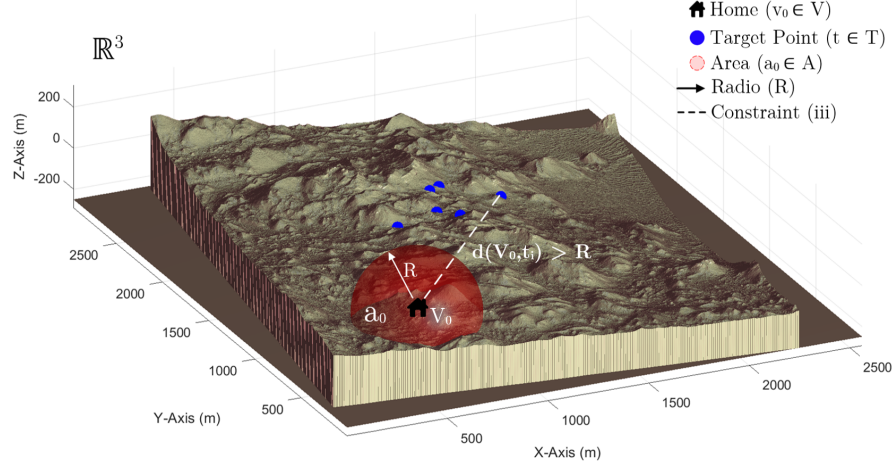 ℝ³
Home (v₀ ∈ V)
Target Point (t ∈ T)
Area (a₀ ∈ A)
Radio (R)
Constraint (iii)
Z-Axis (m)
200
0
-200
2500
2000
1500
1000
500
Y-Axis (m)
d(V₀,tᵢ) > R
R
a₀
V₀
500
1000
1500
2000
2500
X-Axis (m)